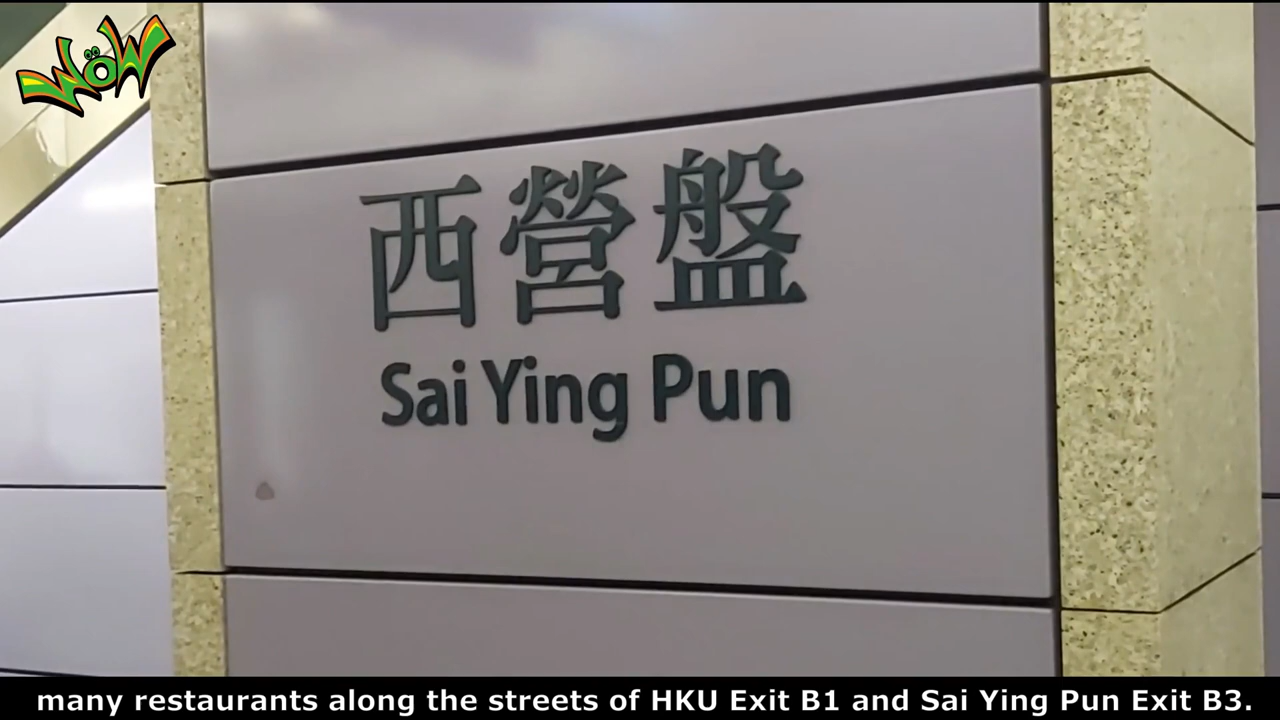 WöW
西營盤
Sai Ying Pun
many restaurants along the streets of HKU Exit B1 and Sai Ying Pun Exit B3.